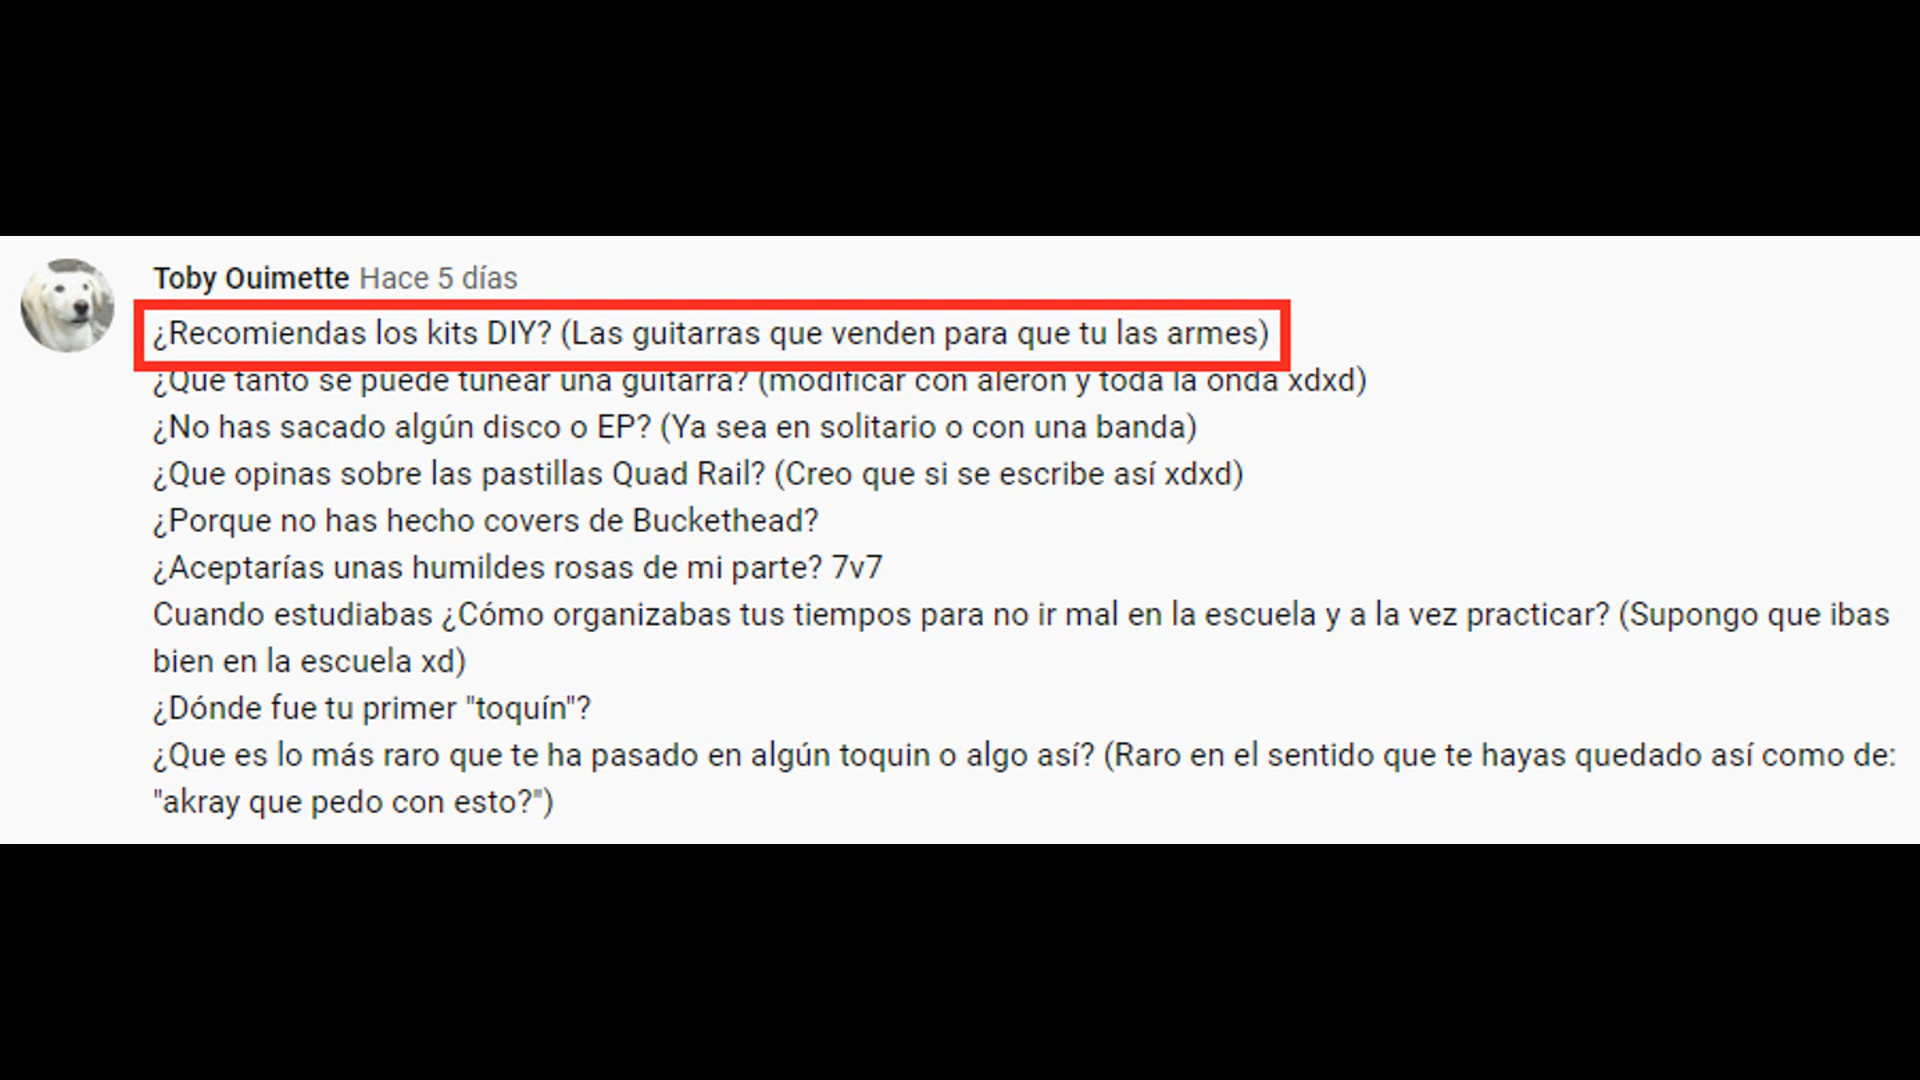 Toby Ouimette Hace 5 días
¿Recomiendas los kits DIY? (Las guitarras que venden para que tu las armes)
¿Que tanto se puede tunear una guitarra? (modificar con aleron y toda la onda xdxd)
¿No has sacado algún disco o EP? (Ya sea en solitario o con una banda)
¿Que opinas sobre las pastillas Quad Rail? (Creo que si se escribe así xdxd)
¿Porque no has hecho covers de Buckethead?
¿Aceptarías unas humildes rosas de mi parte? 7v7
Cuando estudiabas ¿Cómo organizabas tus tiempos para no ir mal en la escuela y a la vez practicar? (Supongo que ibas
bien en la escuela xd)
¿Dónde fue tu primer "toquín"?
¿Que es lo más raro que te ha pasado en algún toquin o algo así? (Raro en el sentido que te hayas quedado así como de:
"akray que pedo con esto?")